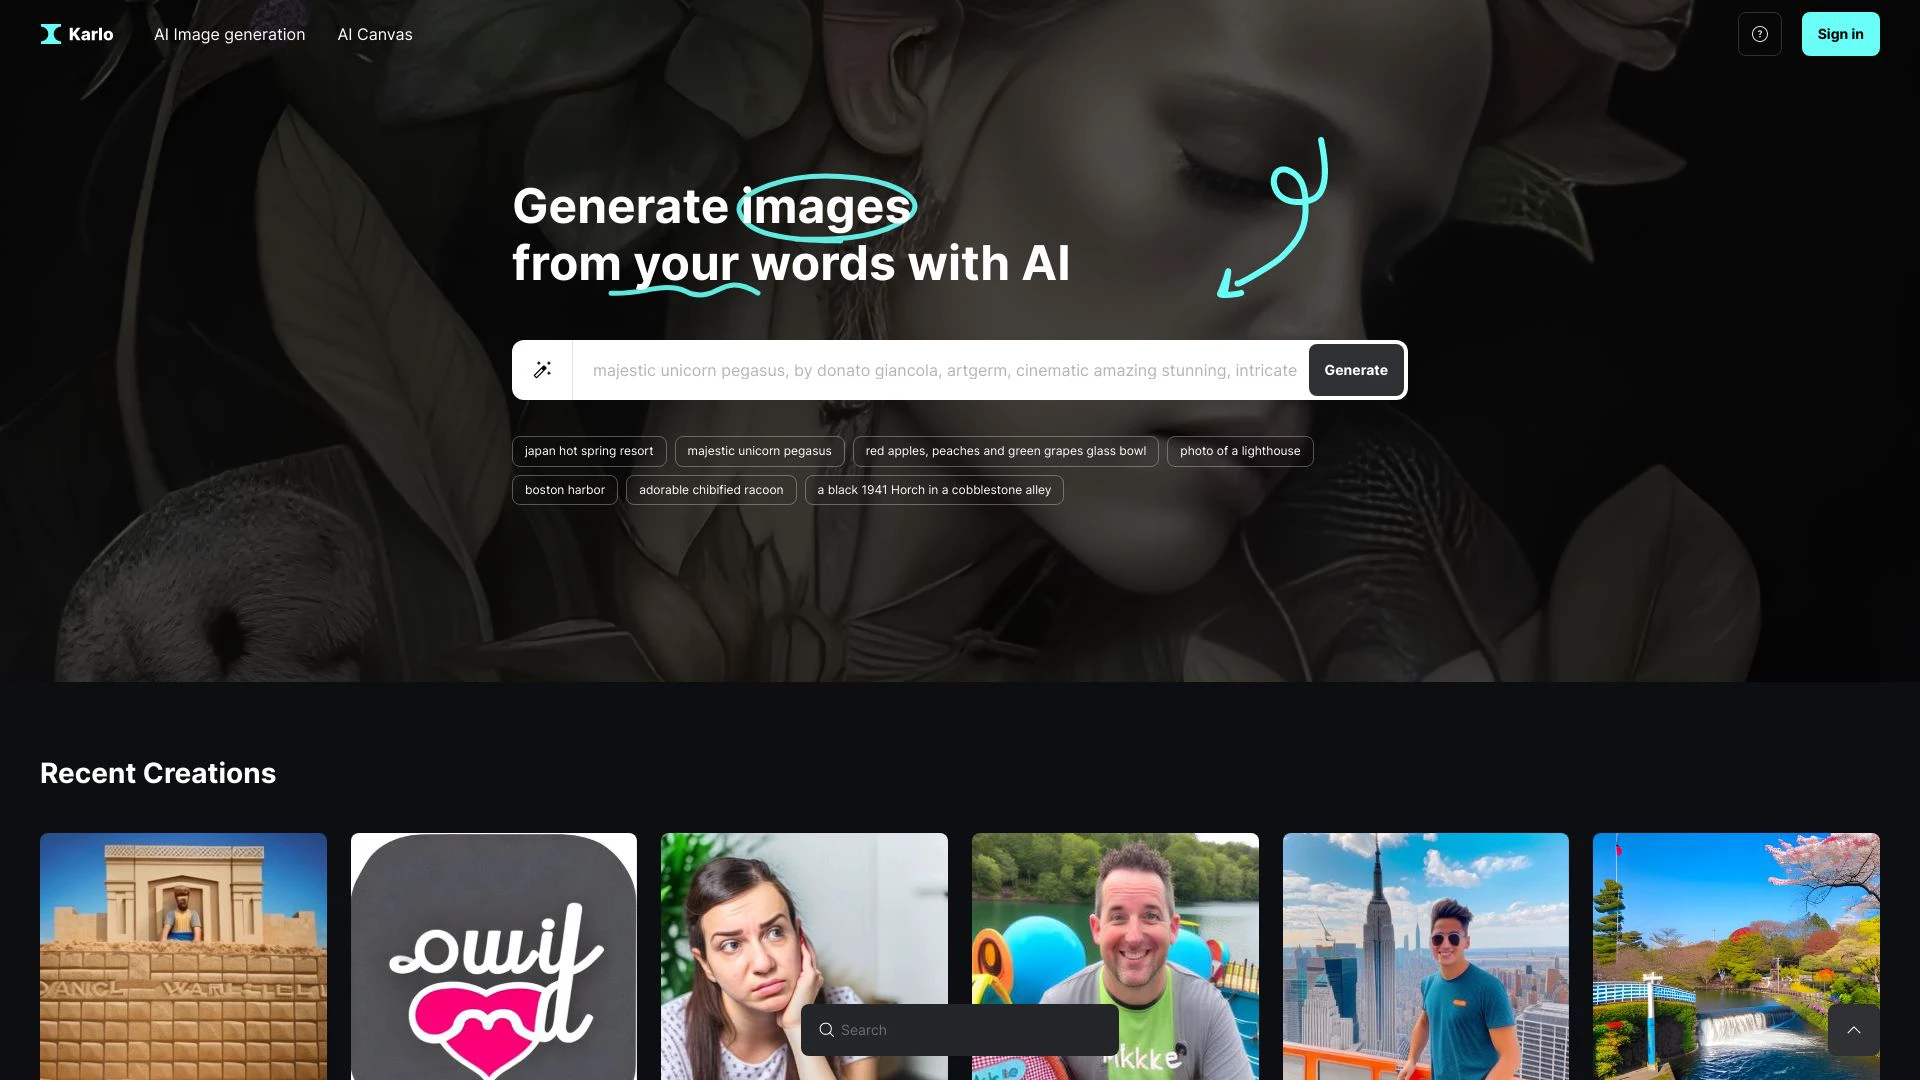 Karlo
AI Image generation
AI Canvas
Sign in
Generate images
from your words with AI
majestic unicorn pegasus, by donato giancola, artgerm, cinematic amazing stunning, intricate
Generate
japan hot spring resort
majestic unicorn pegasus
red apples, peaches and green grapes glass bowl
photo of a lighthouse
boston harbor
adorable chibified racoon
a black 1941 Horch in a cobblestone alley
Recent Creations
Search